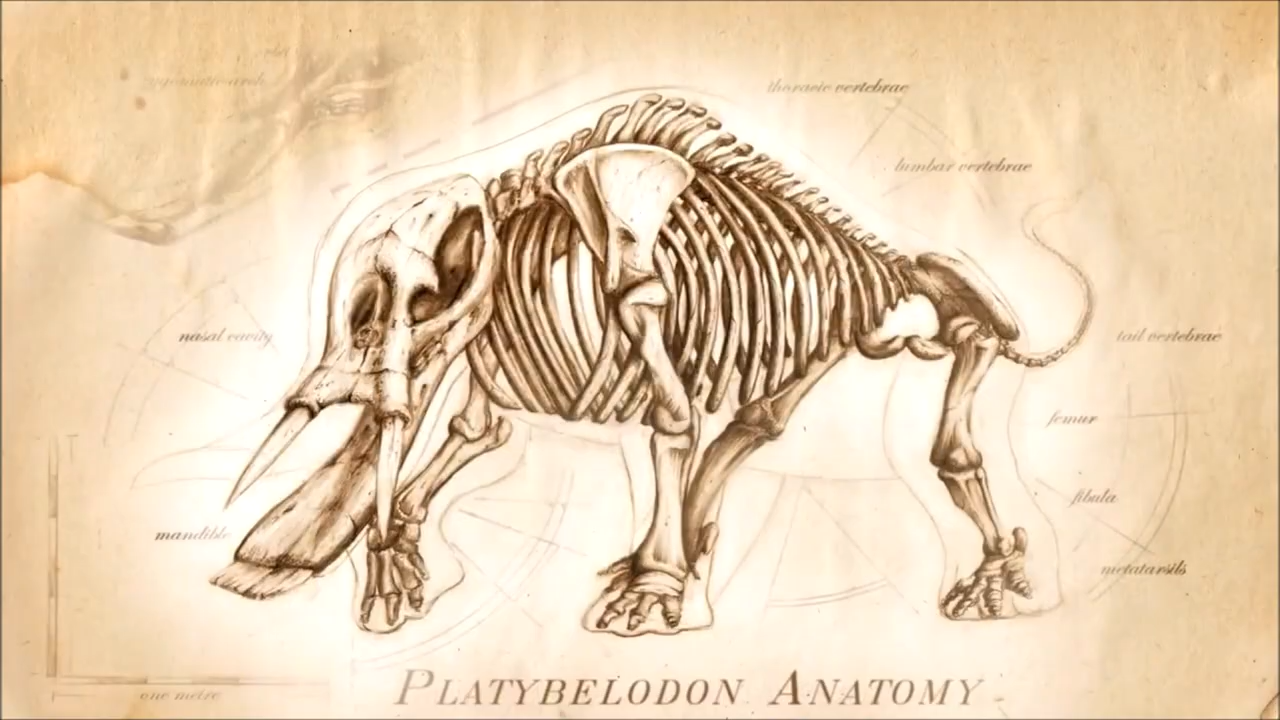 thoracic vertebrae
lumbar vertebrae
nasal cavity
tail vertebrae
femur
fibula
mandible
metatarsils
one metre
PLATYBELODON ANATOMY